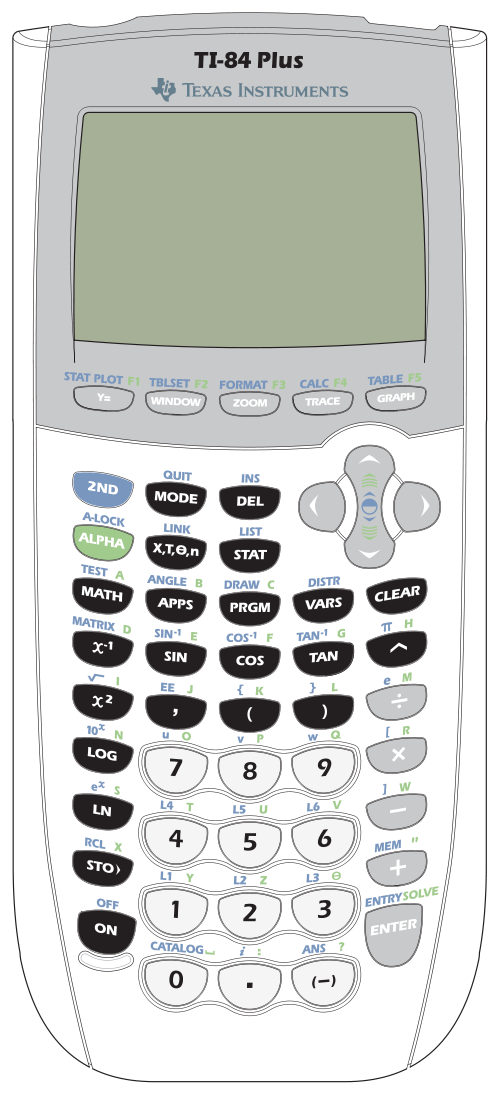 TI-84 Plus
TEXAS INSTRUMENTS
STAT PLOT F1 TBLSET F2 FORMAT F3 CALC F4 TABLE F5
Y= WINDOW ZOOM TRACE GRAPH
QUIT INS
2ND MODE DEL
A-LOCK LINK LIST
ALPHA X,T,Θ,n STAT
TEST A ANGLE B DRAW C DISTR
MATH APPS PRGM VARS CLEAR
MATRIX D SIN-1 E COS-1 F TAN-1 G π H
x-1 SIN COS TAN ^
√ I EE J { K } L e M
x2 , ( ) ÷
10x N u O v P w Q [ R
LOG 7 8 9 ×
ex S L4 T L5 U L6 V ] W
LN 4 5 6 −
RCL X L1 Y L2 Z L3 Θ MEM "
STO› 1 2 3 +
OFF ENTRY SOLVE
ON ENTER
CATALOG ⎵ i : ANS ?
0 . (−)